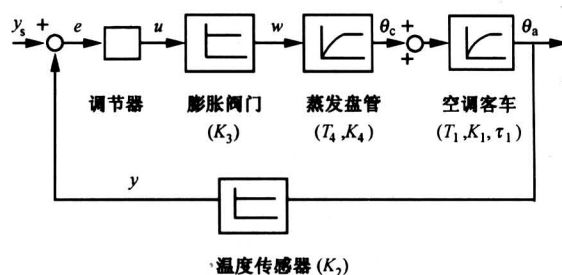 y_s + e u w θ_c + θ_a
+
调节器 膨胀阀门 蒸发盘管 空调客车
(K_3) (T_4,K_4) (T_1,K_1,τ_1)
y
温度传感器(K_2)